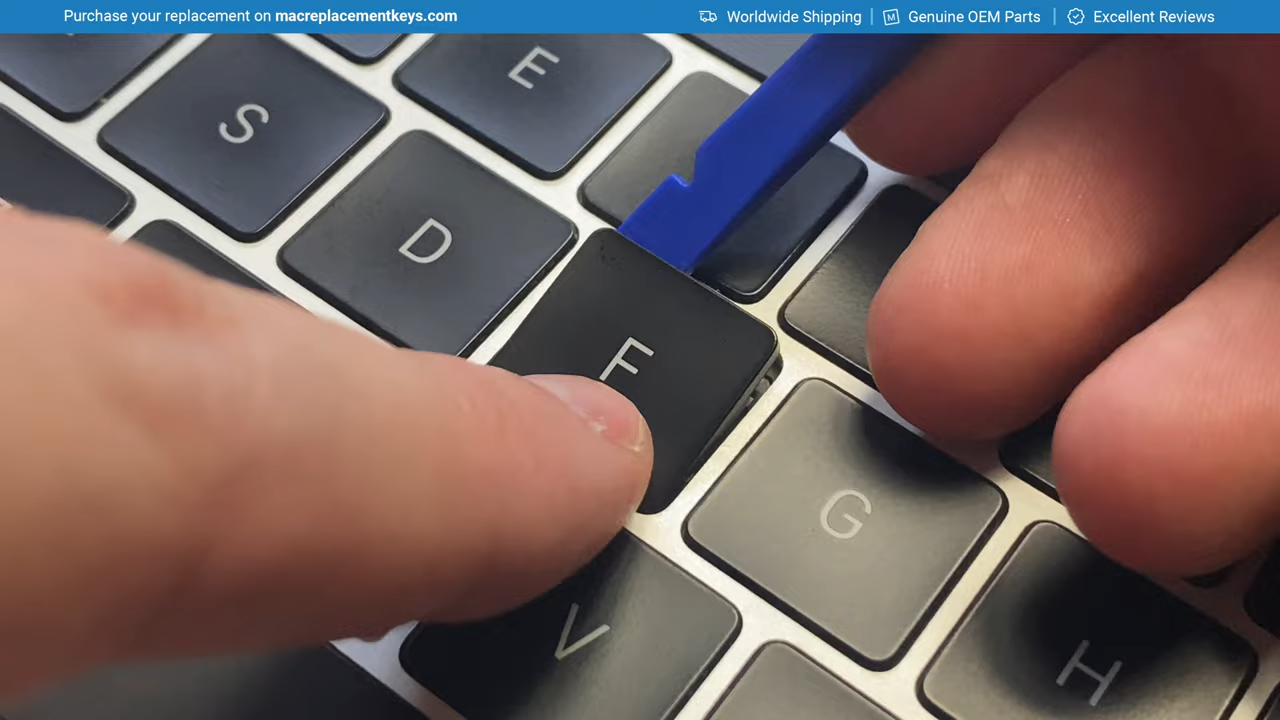 Purchase your replacement on macreplacementkeys.com
Worldwide Shipping
M Genuine OEM Parts
Excellent Reviews
E
S
D
F
G
V
H